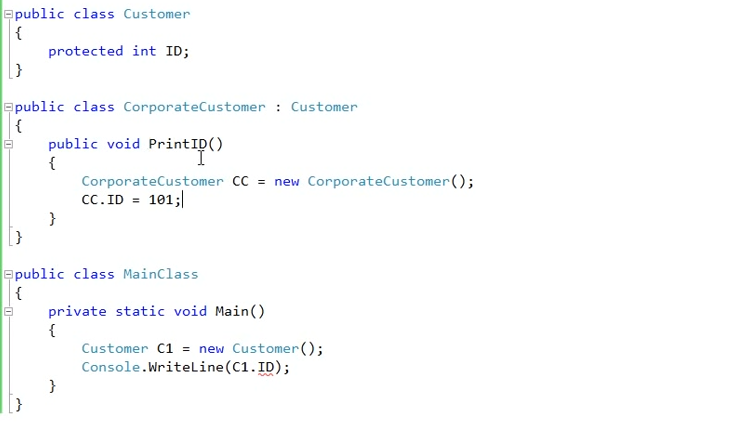 public class Customer
{
protected int ID;
}
public class CorporateCustomer : Customer
{
public void PrintID()
{
CorporateCustomer CC = new CorporateCustomer();
CC.ID = 101;
}
}
public class MainClass
{
private static void Main()
{
Customer C1 = new Customer();
Console.WriteLine(C1.ID);
}
}